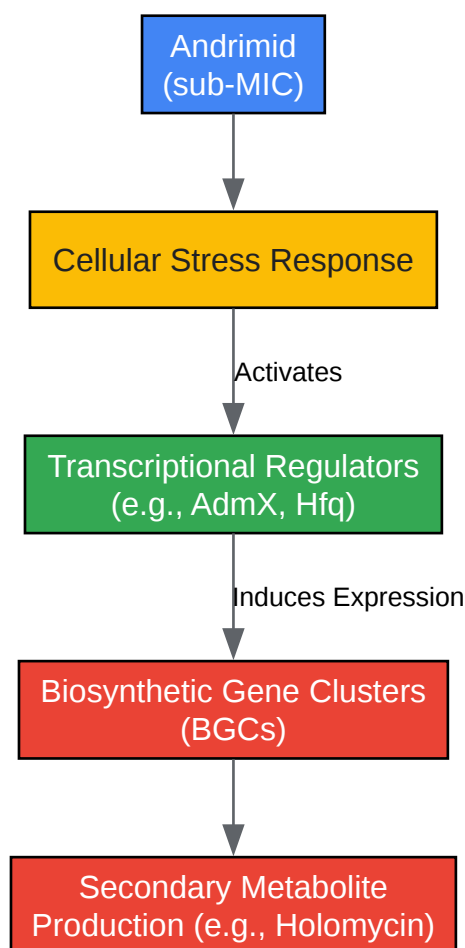 Andrimid
(sub-MIC)
Cellular Stress Response
Activates
Transcriptional Regulators
(e.g., AdmX, Hfq)
Induces Expression
Biosynthetic Gene Clusters
(BGCs)
Secondary Metabolite
Production (e.g., Holomycin)